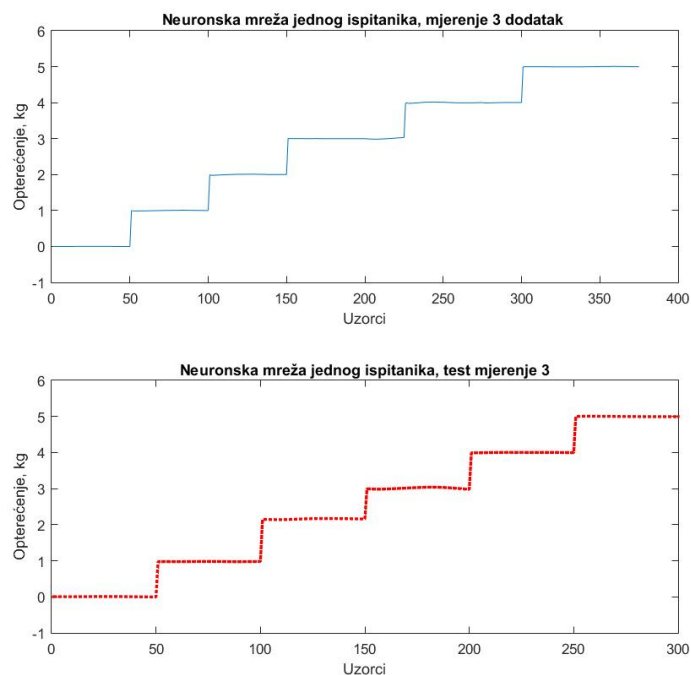 Neuronska mreža jednog ispitanika, mjerenje 3 dodatak
6
5
4
3
2
1
0
-1
Opterećenje, kg
0 50 100 150 200 250 300 350 400
Uzorci
Neuronska mreža jednog ispitanika, test mjerenje 3
6
5
4
3
2
1
0
-1
Opterećenje, kg
0 50 100 150 200 250 300
Uzorci